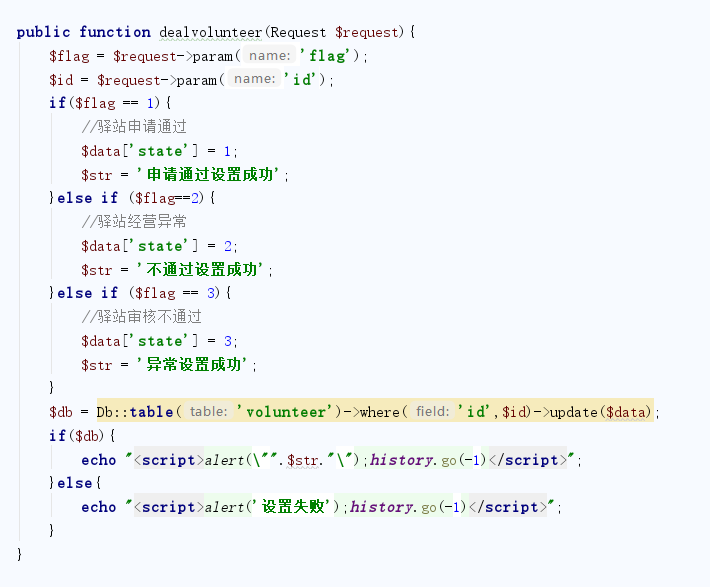 public function dealvolunteer(Request $request){
$flag = $request->param( name: 'flag');
$id = $request->param( name: 'id');
if($flag == 1){
//驿站申请通过
$data['state'] = 1;
$str = '申请通过设置成功';
}else if ($flag==2){
//驿站经营异常
$data['state'] = 2;
$str = '不通过设置成功';
}else if ($flag == 3){
//驿站审核不通过
$data['state'] = 3;
$str = '异常设置成功';
}
$db = Db::table( table: 'volunteer')->where( field: 'id',$id)->update($data);
if($db){
echo "<script>alert(\"".$str."\");history.go(-1)</script>";
}else{
echo "<script>alert('设置失败');history.go(-1)</script>";
}
}